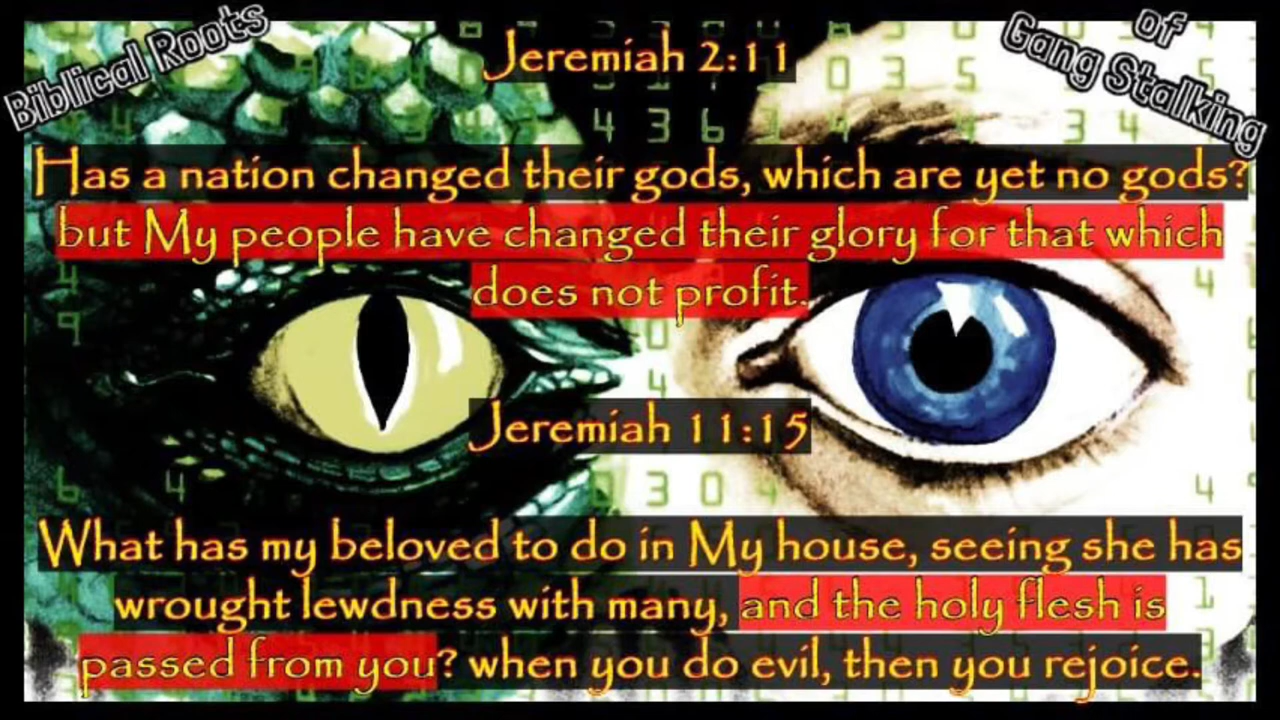 Biblical Roots
of
Gang Stalking
Jeremiah 2:11
Has a nation changed their gods, which are yet no gods?
but My people have changed their glory for that which
does not profit.
Jeremiah 11:15
What has my beloved to do in My house, seeing she has
wrought lewdness with many, and the holy flesh is
passed from you? when you do evil, then you rejoice.